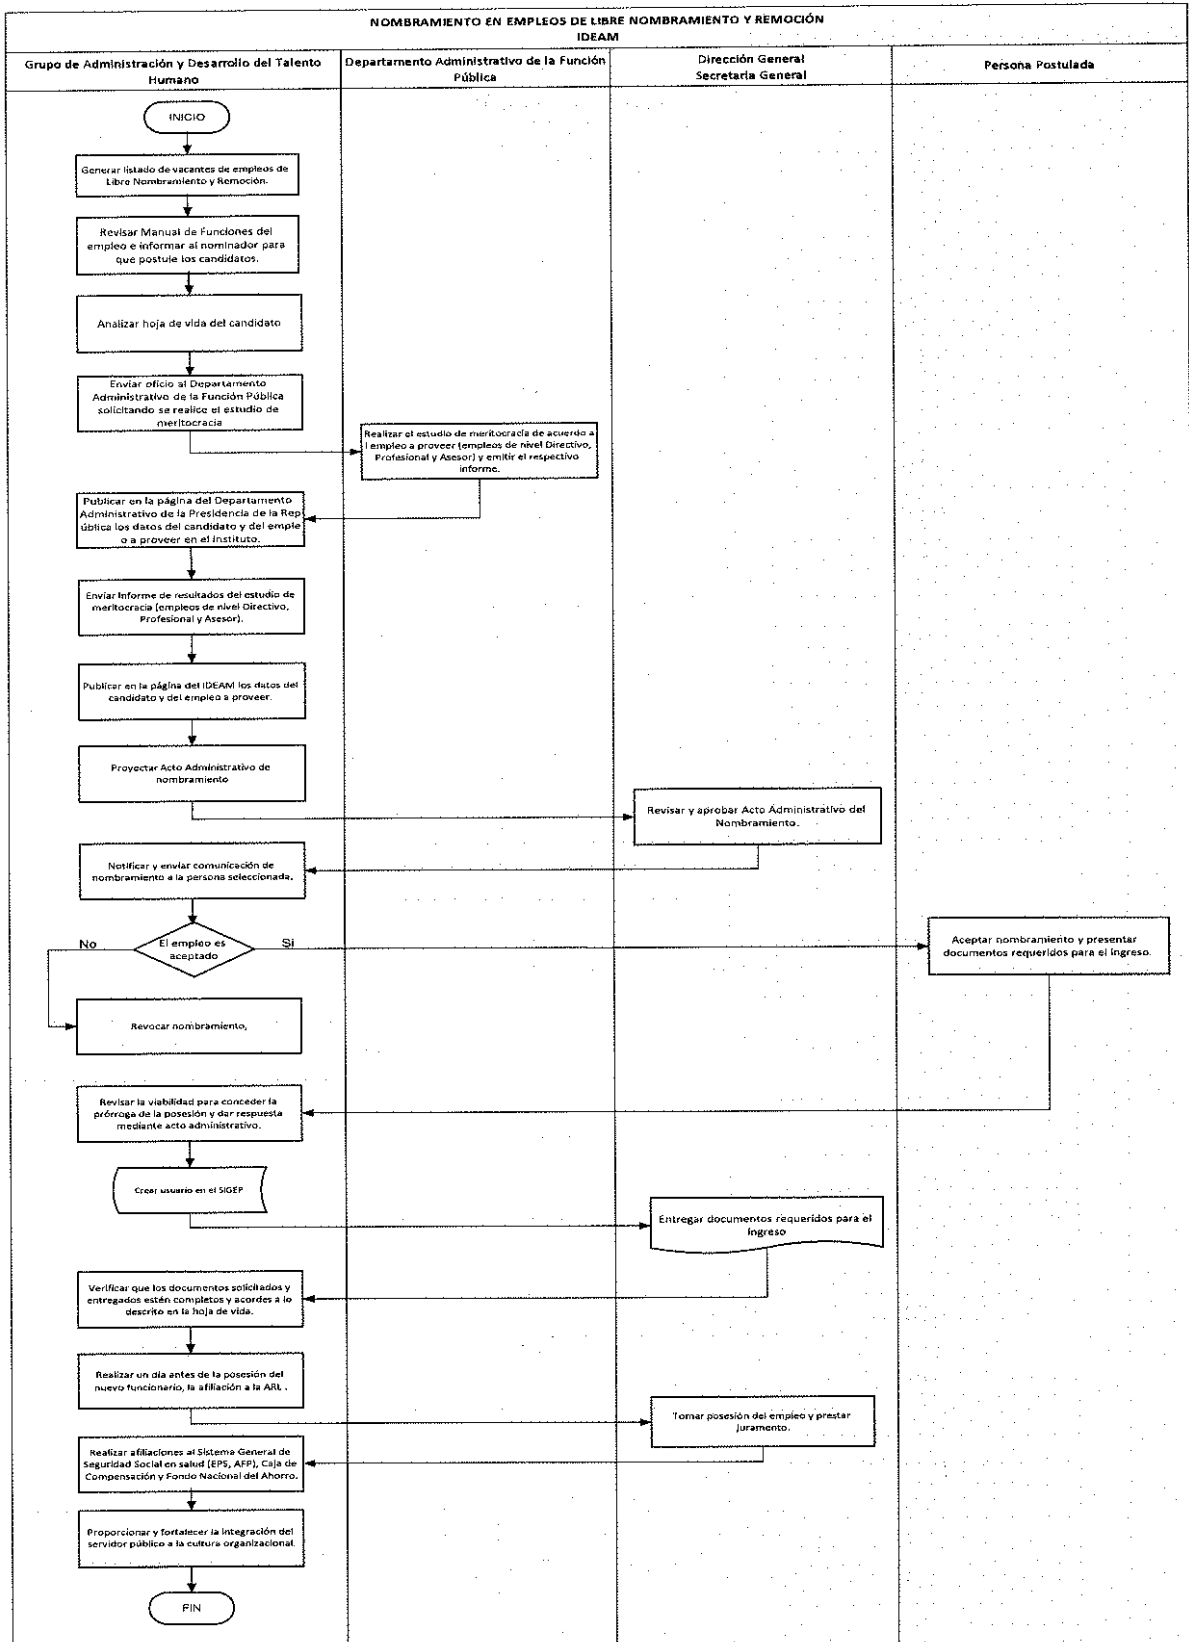 NOMBRAMIENTO EN EMPLEOS DE LIBRE NOMBRAMIENTO Y REMOCIÓN
IDEAM
Grupo de Administración y Desarrollo del Talento
Humano
Departamento Administrativo de la Función
Pública
Dirección General
Secretaria General
Persona Postulada
INICIO
Generar listado de vacantes de empleos de
Libre Nombramiento y Remoción.
Revisar Manual de Funciones del
empleo e informar al nominador para
que postule los candidatos.
Analizar hoja de vida del candidato
Enviar oficio al Departamento
Administrativo de la Función Pública
solicitando se realice el estudio de
meritocracia
Realizar el estudio de meritocracia de acuerdo a
l empleo a proveer (empleos de nivel Directivo,
Profesional y Asesor) y emitir el respectivo
informe.
Publicar en la página del Departamento
Administrativo de la Presidencia de la Rep
ública los datos del candidato y del emple
o a proveer en el Instituto.
Enviar Informe de resultados del estudio de
meritocracia (empleos de nivel Directivo,
Profesional y Asesor).
Publicar en la página del IDEAM los datos del
candidato y del empleo a proveer.
Proyectar Acto Administrativo de
nombramiento
Revisar y aprobar Acto Administrativo del
Nombramiento.
Notificar y enviar comunicación de
nombramiento a la persona seleccionada.
No
El empleo es
aceptado
Si
Aceptar nombramiento y presentar
documentos requeridos para el ingreso.
Revocar nombramiento,
Revisar la viabilidad para conceder la
prórroga de la posesión y dar respuesta
mediante acto administrativo.
Crear usuario en el SIGEP
Entregar documentos requeridos para el
ingreso
Verificar que los documentos solicitados y
entregados estén completos y acordes a lo
descrito en la hoja de vida.
Realizar un día antes de la posesión del
nuevo funcionario, la afiliación a la ARL .
Tomar posesión del empleo y prestar
juramento.
Realizar afiliaciones al Sistema General de
Seguridad Social en salud (EPS, AFP), Caja de
Compensación y Fondo Nacional del Ahorro.
Proporcionar y fortalecer la integración del
servidor público a la cultura organizacional.
FIN